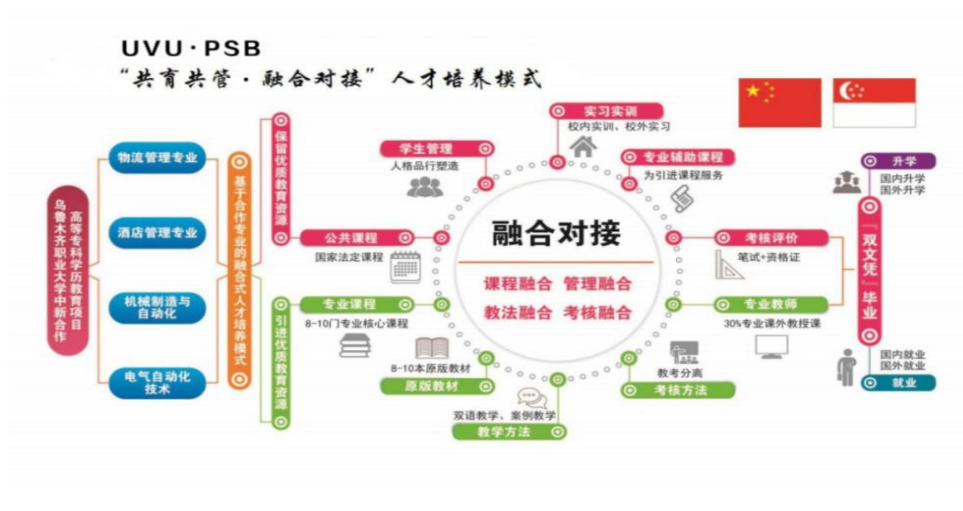 UVU·PSB
“共育共管·融合对接”人才培养模式
乌鲁木齐职业大学中新合作
高等专科学历教育项目
物流管理专业
酒店管理专业
机械制造与
自动化
电气自动化
技术
基于合作专业的融合式人才培养模式
保留优质教育资源
引进优质教育资源
学生管理
人格品行塑造
公共课程
国家法定课程
专业课程
8-10门专业核心课程
8-10本原版教材
原版教材
双语教学、案例教学
教学方法
实习实训
校内实训、校外实习
专业辅助课程
为引进课程服务
融合对接
课程融合 管理融合
教法融合 考核融合
考核评价
笔试+资格证
专业教师
30%专业课外教授课
教考分离
考核方法
升学
国内升学
国外升学
『双文凭』毕业
国内就业
国外就业
就业